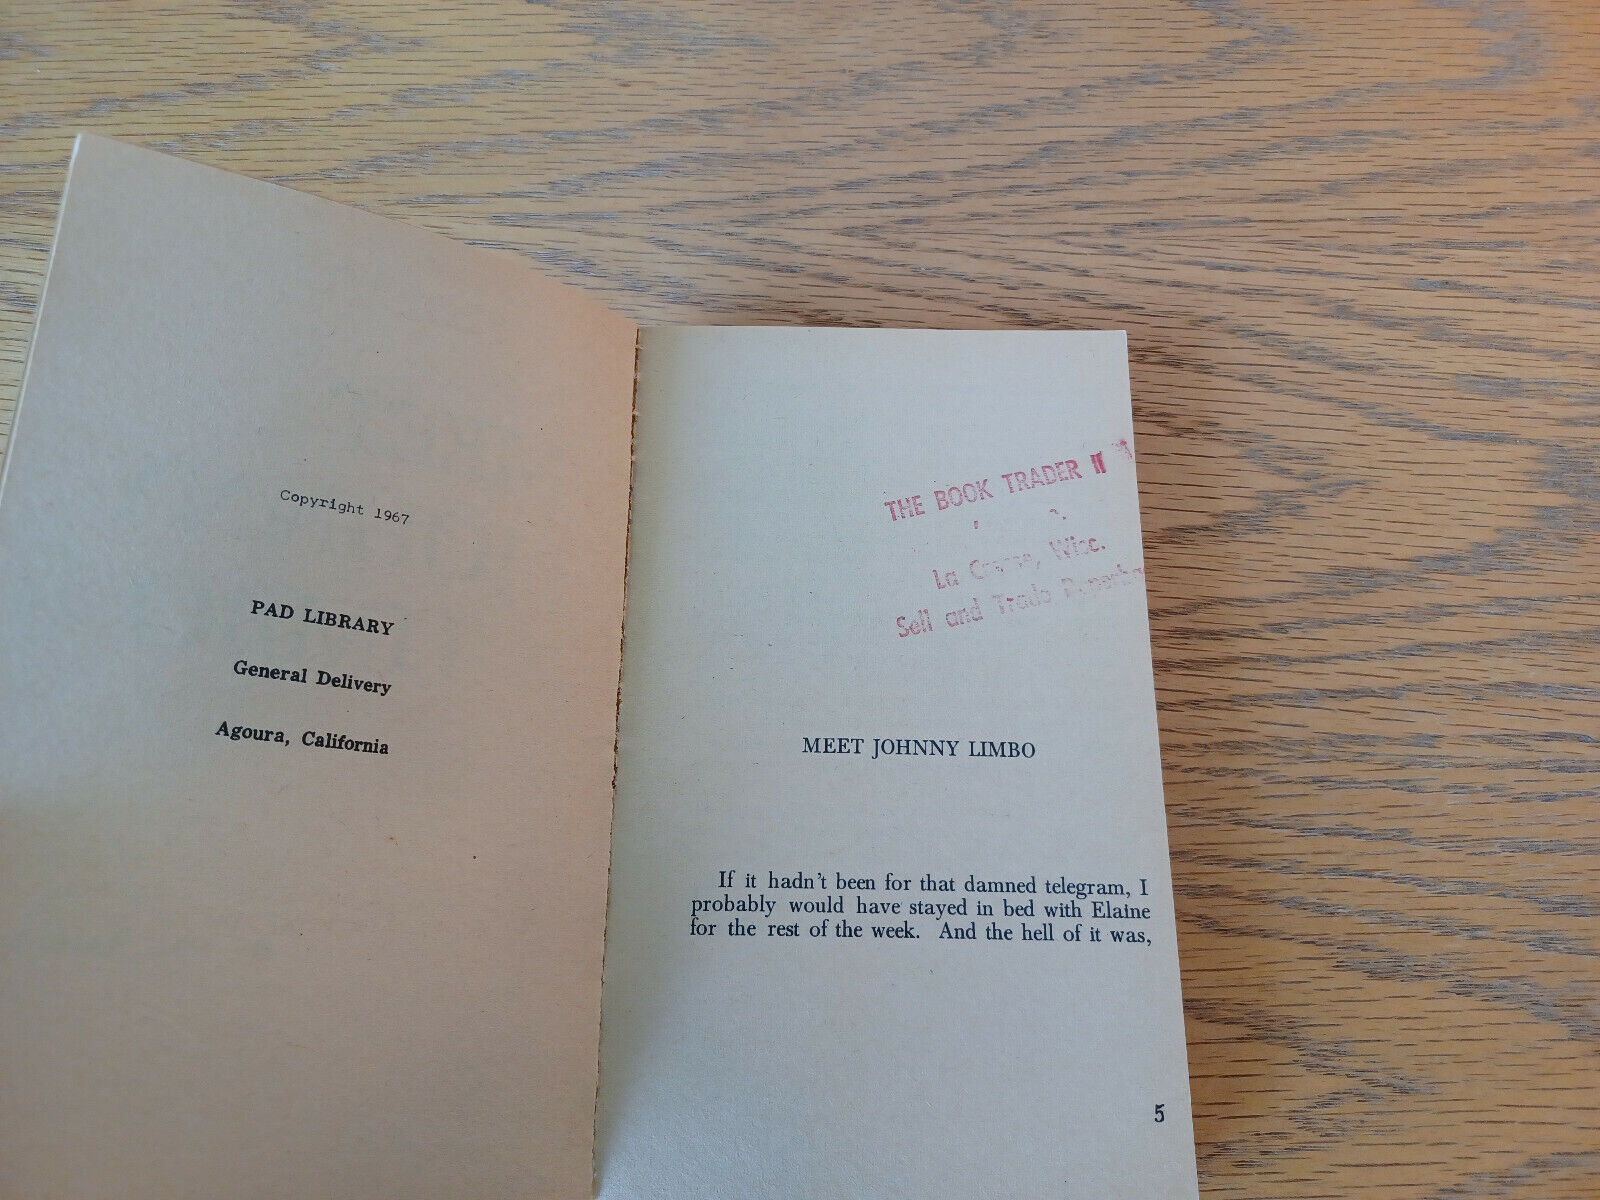 Copyright 1967
PAD LIBRARY
General Delivery
Agoura, California
THE BOOK TRADER II
La Crosse, Wisc.
Sell and Trade
MEET JOHNNY LIMBO
If it hadn't been for that damned telegram, I
probably would have stayed in bed with Elaine
for the rest of the week. And the hell of it was,
5